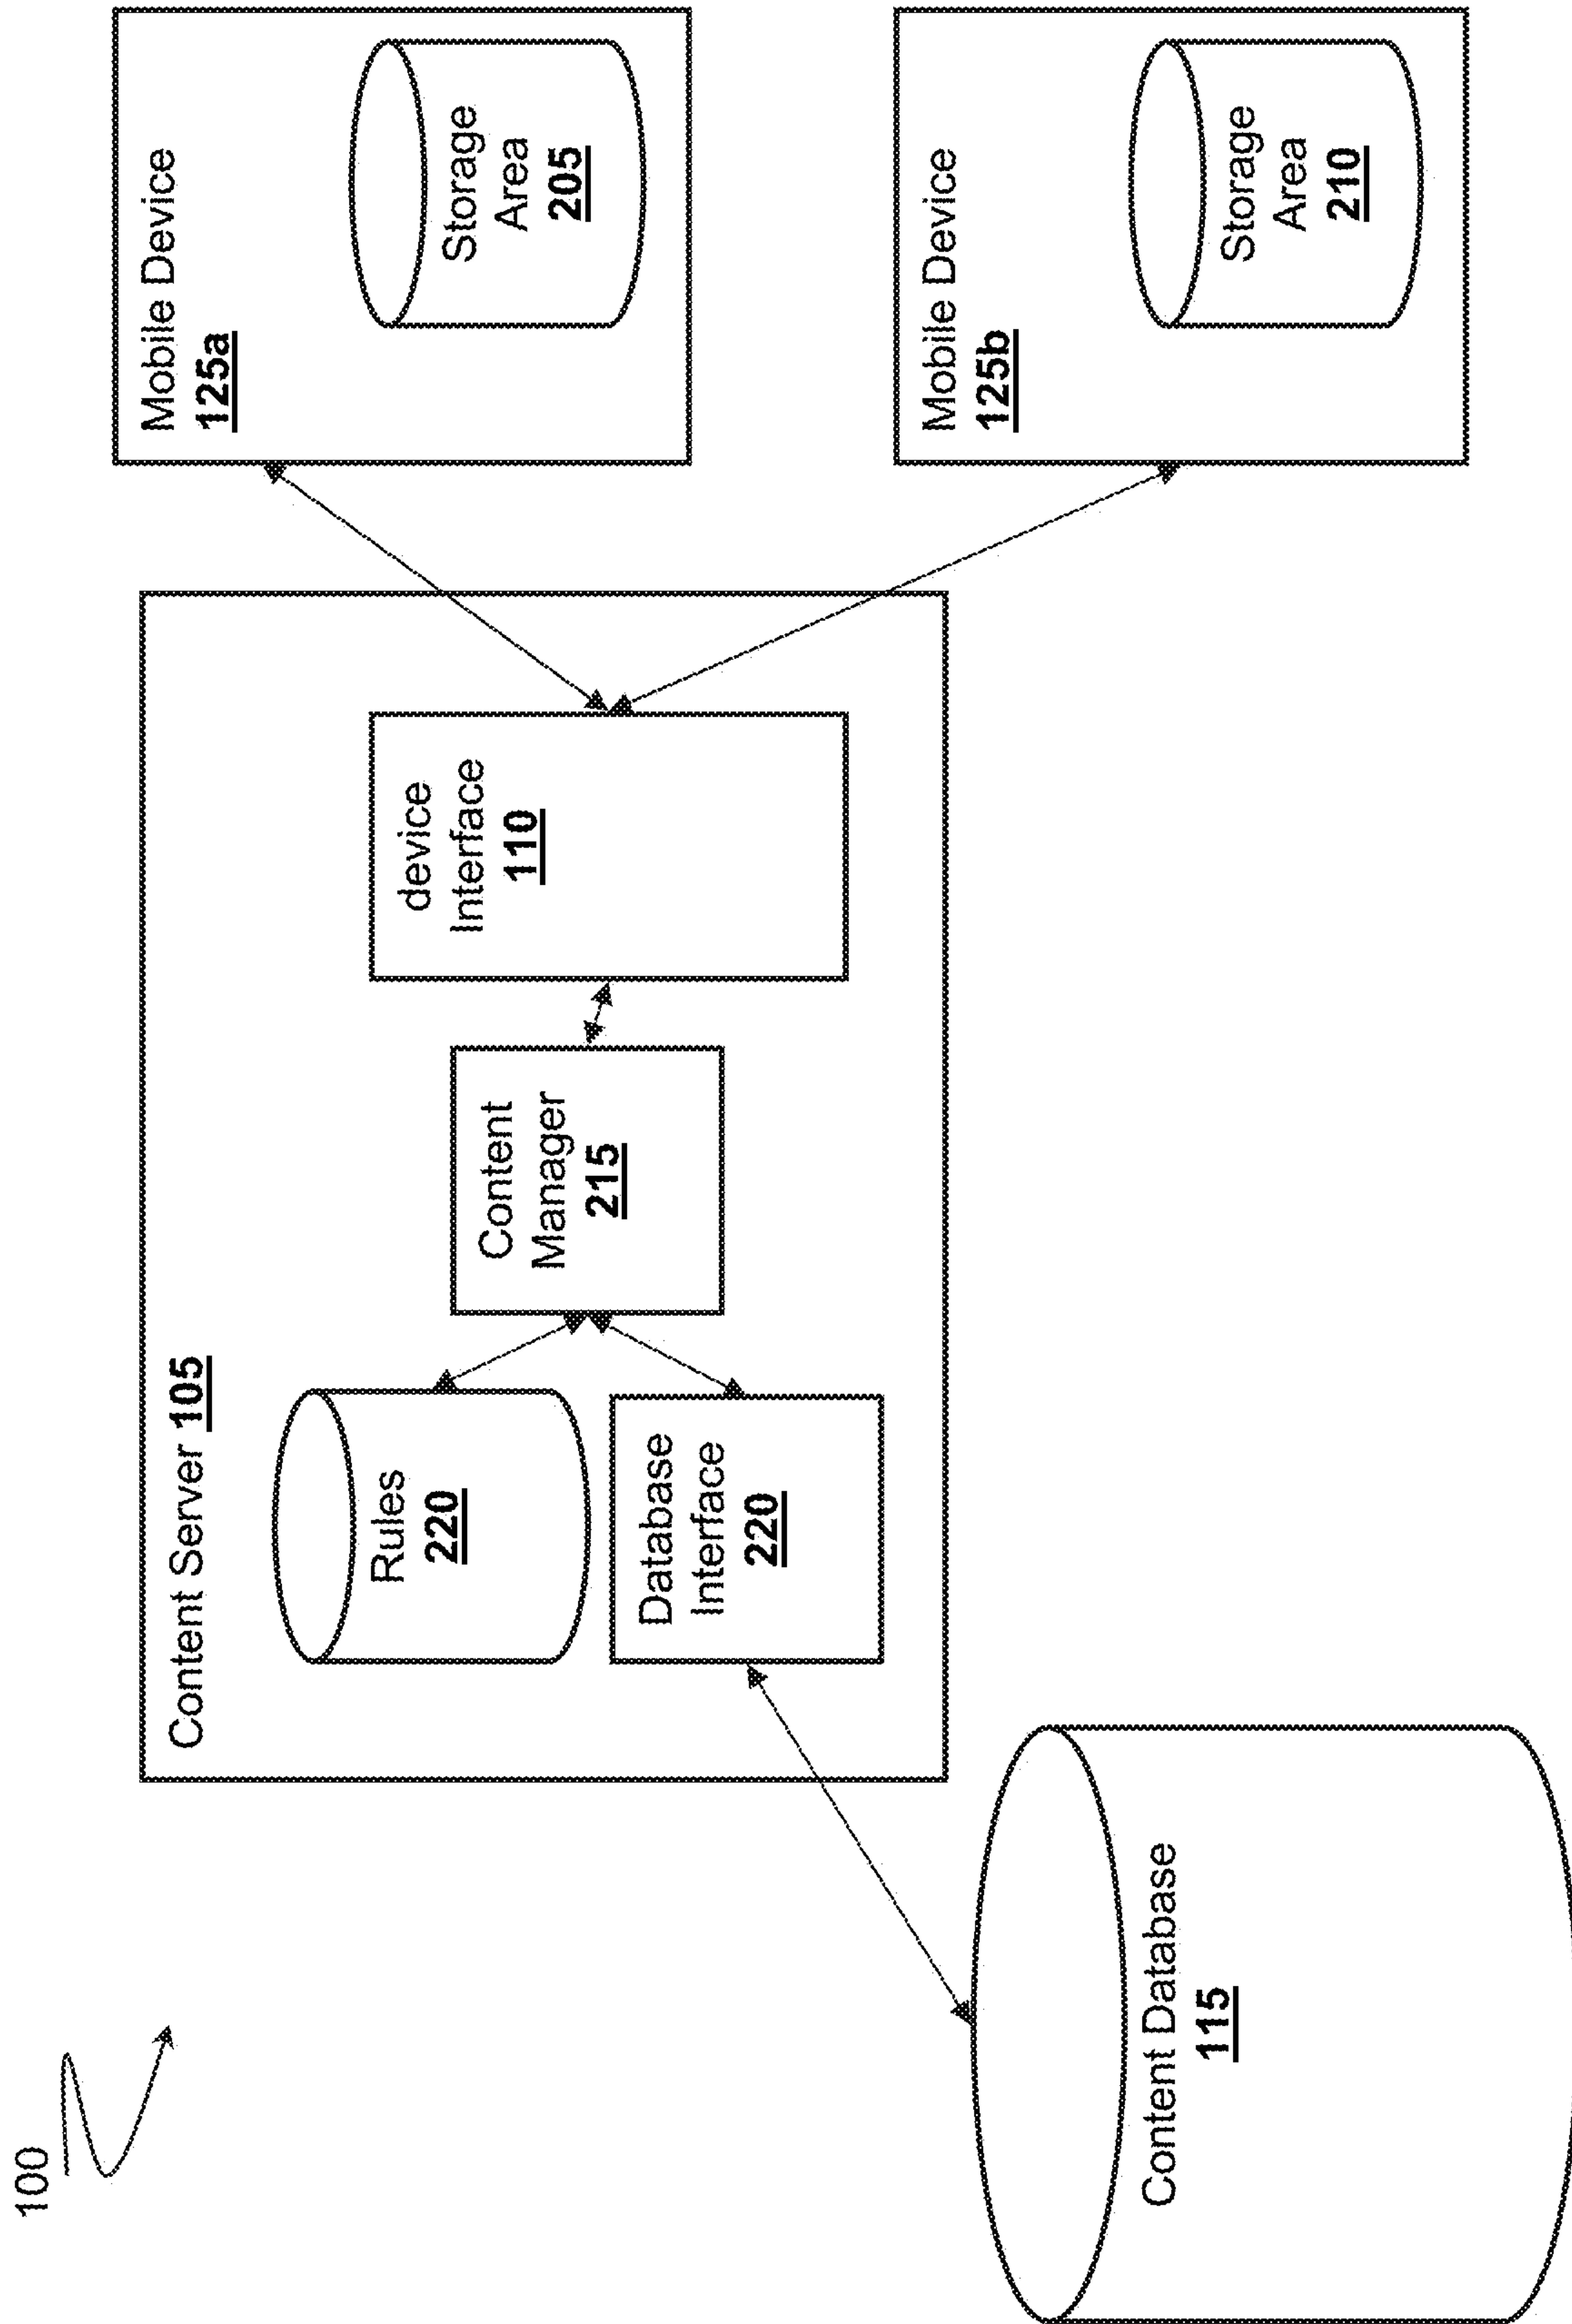 100
Content Server 105
Rules
220
Database
Interface
220
Content
Manager
215
device
Interface
110
Mobile Device
125a
Storage
Area
205
Mobile Device
125b
Storage
Area
210
Content Database
115